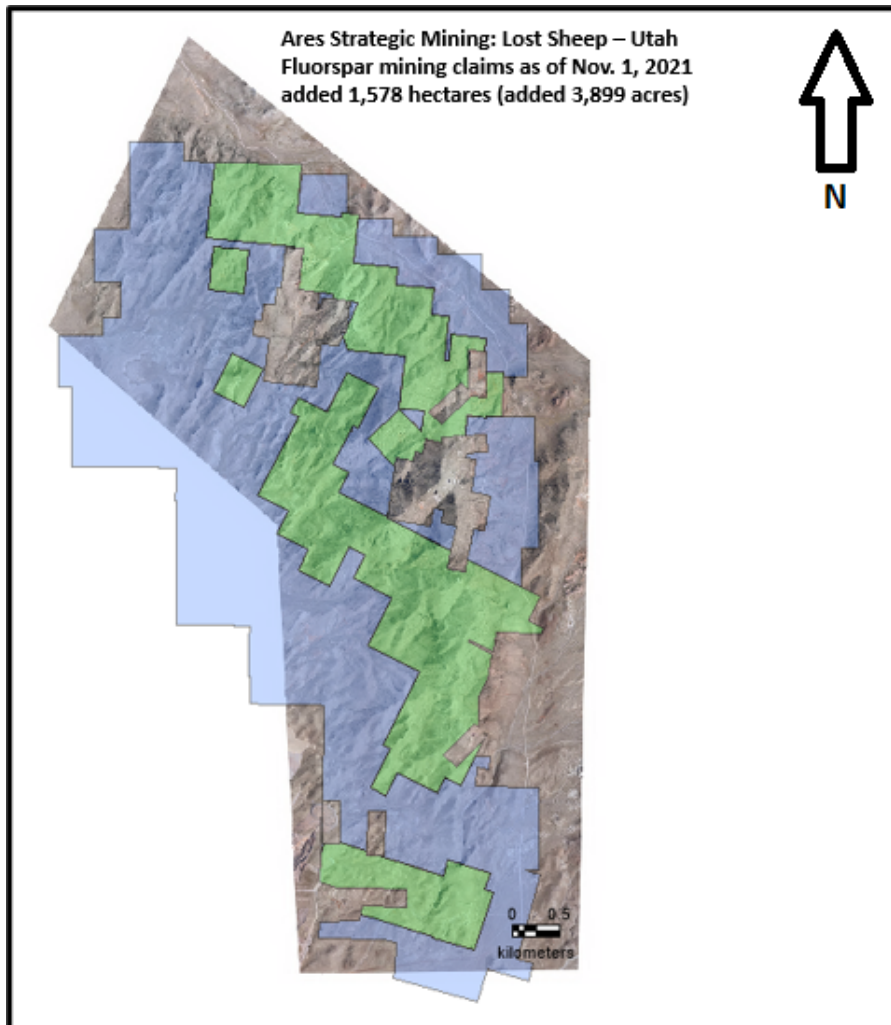 Ares Strategic Mining: Lost Sheep – Utah
Fluorspar mining claims as of Nov. 1, 2021
added 1,578 hectares (added 3,899 acres)
N
0 0.5
kilometers